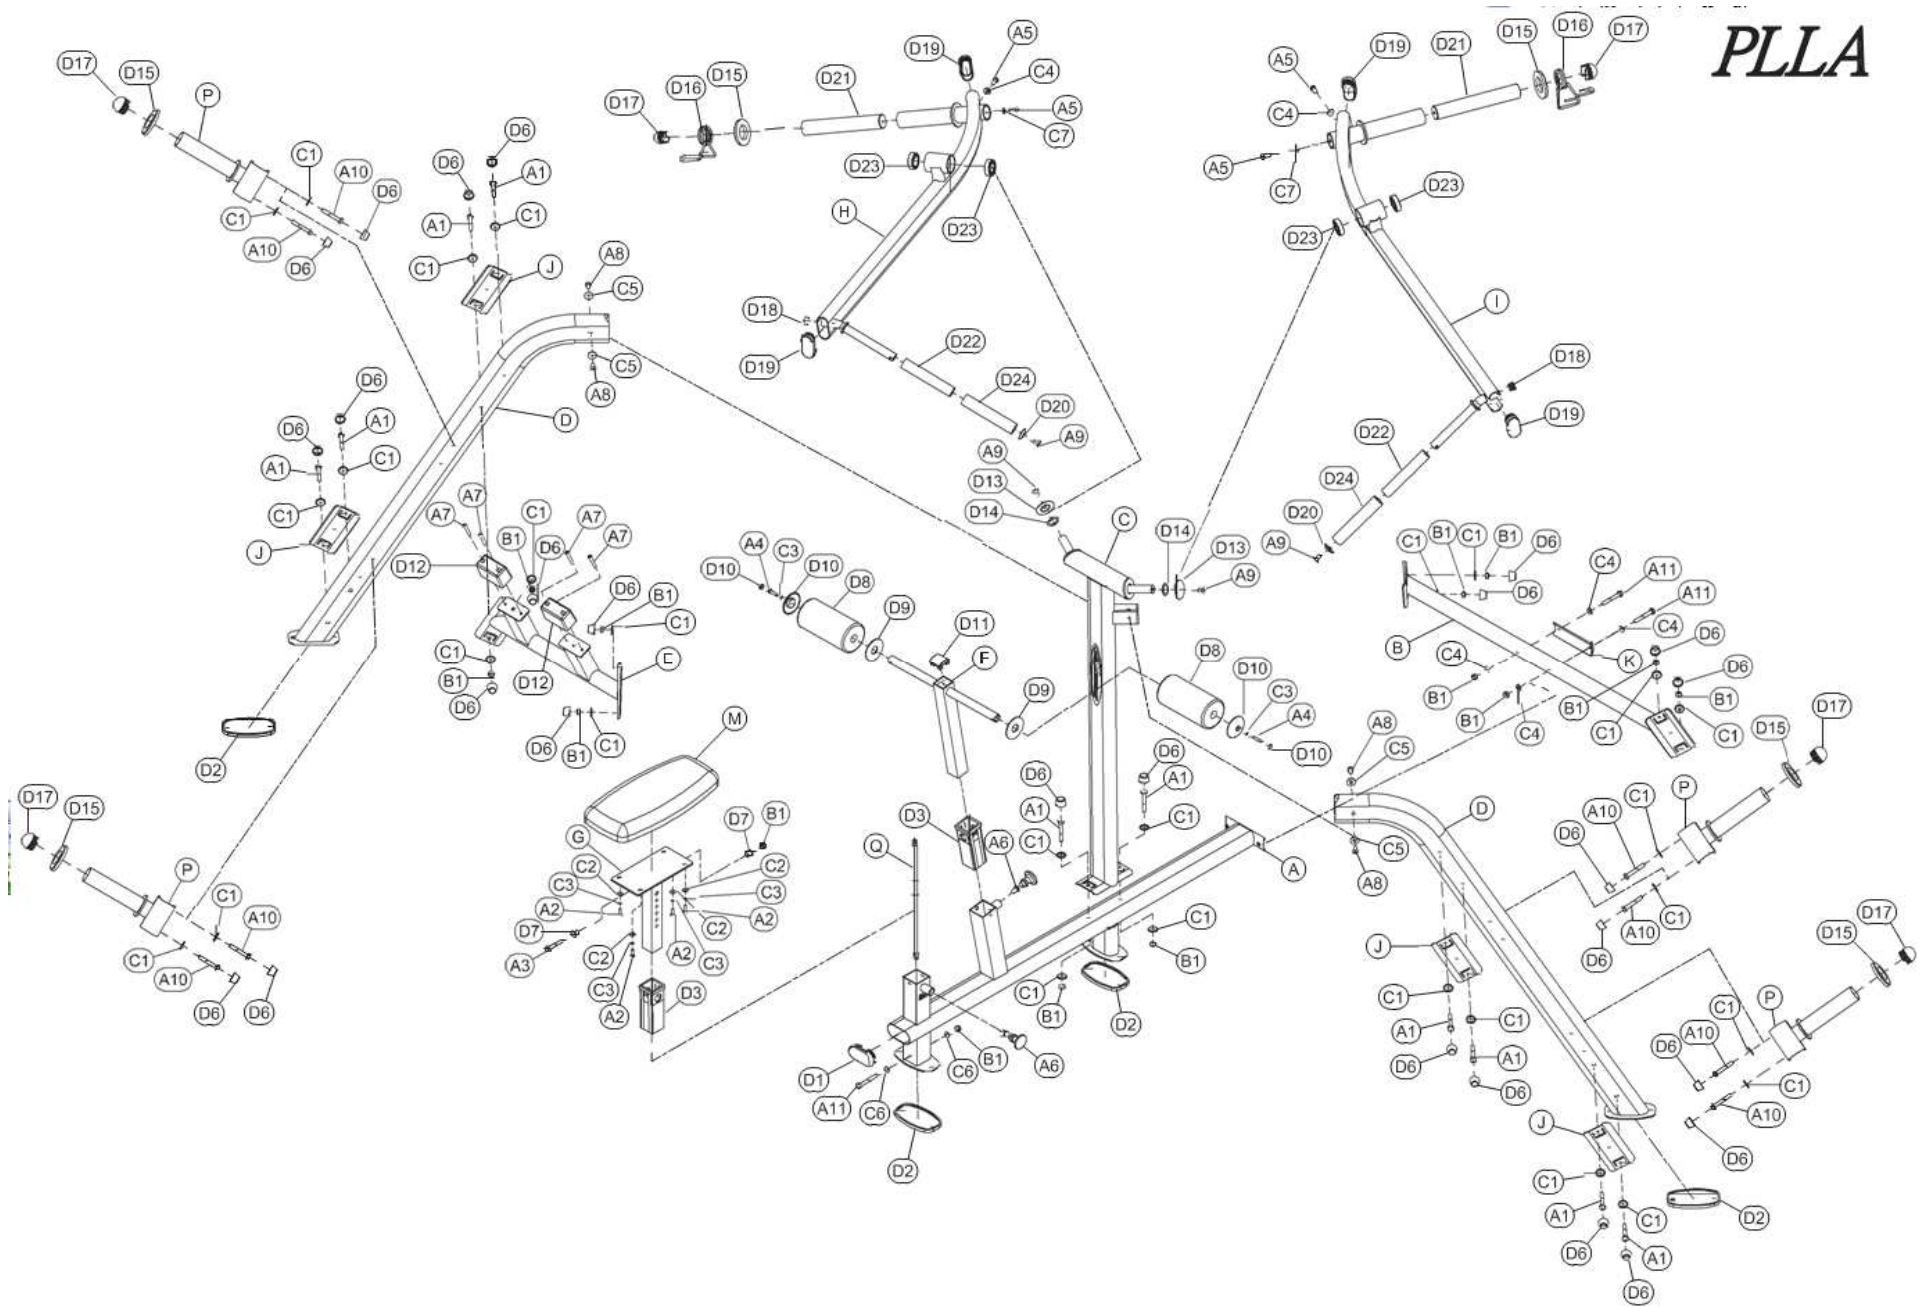 PLLA
D17
D15
P
C1
A10
D6
C1
A10
D6
D6
D6
A1
A1
C1
C1
J
A8
C5
C5
A8
D
D6
D6
A1
A1
C1
C1
J
D2
D19
A5
C4
A5
C7
D21
D15
D16
D17
D23
D23
H
D18
D19
D22
D24
D20
A9
A5
C4
A5
C7
D19
D21
D15
D16
D17
D23
D23
I
D18
D19
D22
D24
D20
A9
A9
D13
D14
C
D14
D13
A9
A7
A7
D12
C1
B1
D6
A7
A7
D6
B1
C1
E
C1
B1
D6
D12
D6
B1
C1
A4
C3
D10
D10
D8
D9
D11
F
D9
D8
D10
C3
A4
D10
C1
B1
C1
B1
D6
D6
C4
A11
A11
C4
D6
D6
B
K
C4
B1
B1
C4
B1
C1
B1
C1
M
G
C2
C3
A2
D7
A3
C2
C3
A2
D7
B1
C2
C3
A2
C2
A2
C3
D3
Q
D3
A6
D6
A1
C1
D6
A1
C1
A
C1
B1
C1
B1
D2
D1
A11
C6
C6
B1
A6
D2
D17
D15
P
C1
A10
C1
A10
D6
D6
A8
C5
C5
A8
D
P
D15
D17
C1
A10
D6
C1
A10
D6
J
C1
A1
D6
C1
A1
D6
P
D15
D17
C1
A10
D6
C1
A10
D6
J
C1
A1
D6
C1
A1
D6
D2